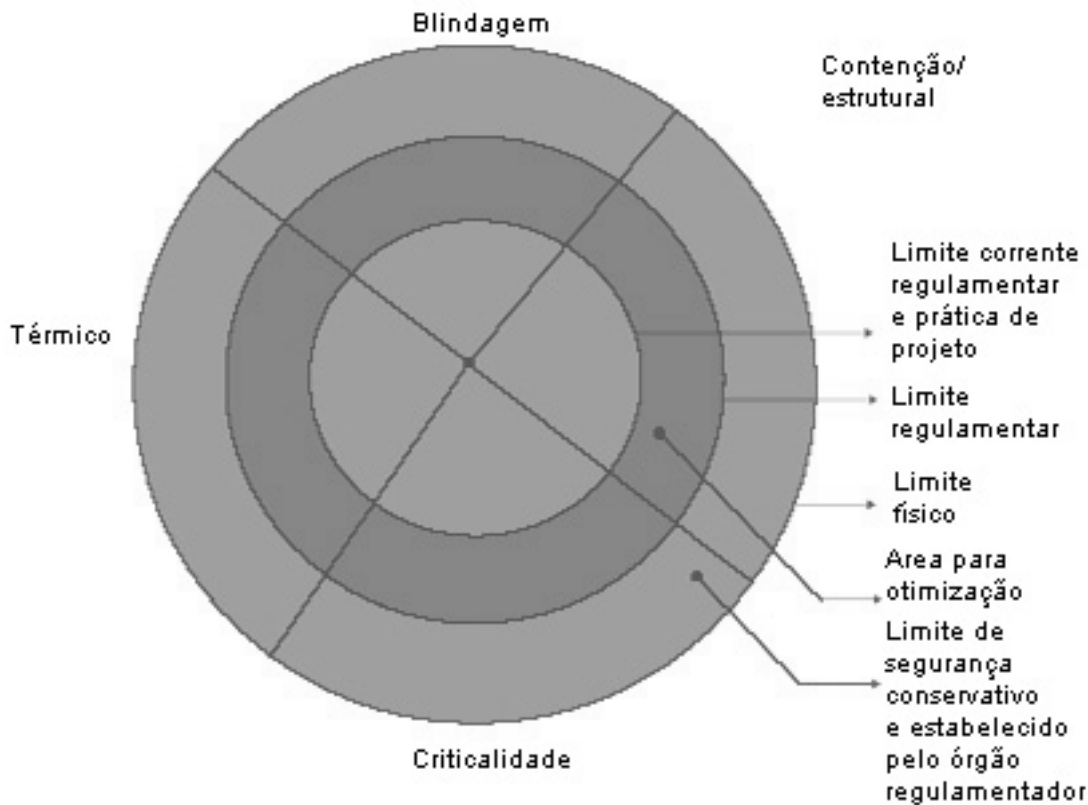 Blindagem
Contenção/
estrutural
Térmico
Limite corrente
regulamentar
e prática de
projeto
Limite
regulamentar
Limite
físico
Area para
otimização
Limite de
segurança
conservativo
e estabelecido
pelo órgão
regulamentador
Criticalidade